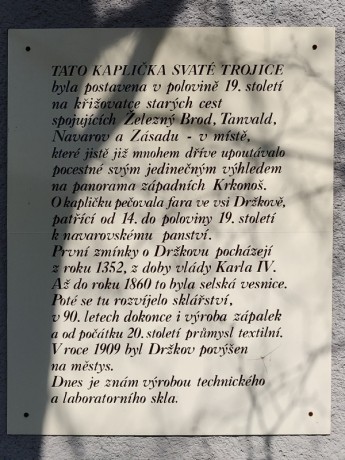 TATO KAPLIČKA SVATÉ TROJICE
byla postavena v polovině 19. století
na křižovatce starých cest
spojujících Železný Brod, Tanvald,
Navarov a Zásadu - v místě,
které jistě již mnohem dříve upoutávalo
pocestné svým jedinečným výhledem
na panorama západních Krkonoš.
O kapličku pečovala fara ve vsi Držkově,
patřící od 14. do poloviny 19. století
k navarovskému panství.
První zmínky o Držkovu pocházejí
z roku 1352, z doby vlády Karla IV.
Až do roku 1860 to byla selská vesnice.
Poté se tu rozvíjelo sklářství,
v 90. letech dokonce i výroba zápalek
a od počátku 20. století průmysl textilní.
V roce 1909 byl Držkov povýšen
na městys.
Dnes je znám výrobou technického
a laboratorního skla.